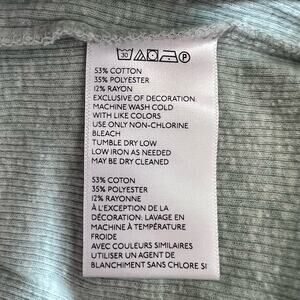 30 P
53% COTTON
35% POLYESTER
12% RAYON
EXCLUSIVE OF DECORATION:
MACHINE WASH COLD
WITH LIKE COLORS
USE ONLY NON-CHLORINE
BLEACH
TUMBLE DRY LOW
LOW IRON AS NEEDED
MAY BE DRY CLEANED
53% COTON
35% POLYESTER
12% RAYONNE
À L'EXCEPTION DE LA
DÉCORATION: LAVAGE EN
MACHINE À TEMPÉRATURE
FROIDE
AVEC COULEURS SIMILAIRES
UTILISER UN AGENT DE
BLANCHIMENT SANS CHLORE SI